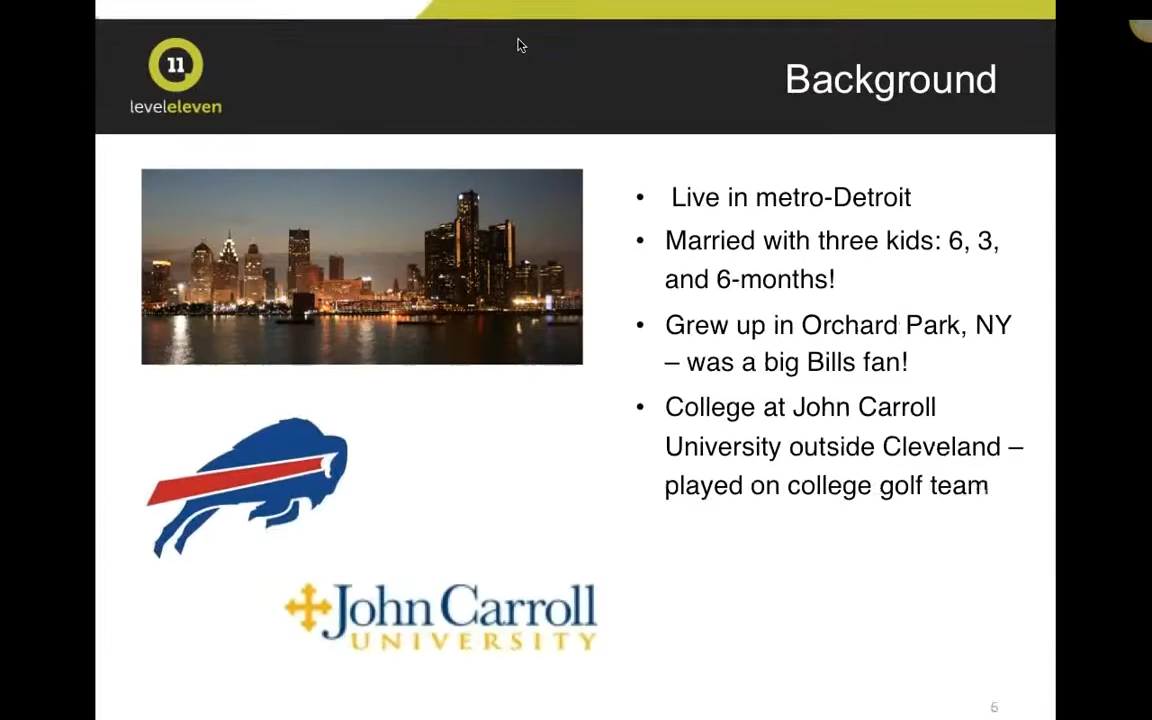 11
leveleleven
Background
• Live in metro-Detroit
• Married with three kids: 6, 3,
and 6-months!
• Grew up in Orchard Park, NY
– was a big Bills fan!
• College at John Carroll
University outside Cleveland –
played on college golf team
John Carroll
UNIVERSITY
5